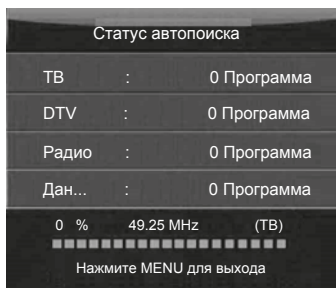 Статус автопоиска
ТВ : 0 Программа
DTV : 0 Программа
Радио : 0 Программа
Дан... : 0 Программа
0 % 49.25 MHz (ТВ)
Нажмите MENU для выхода